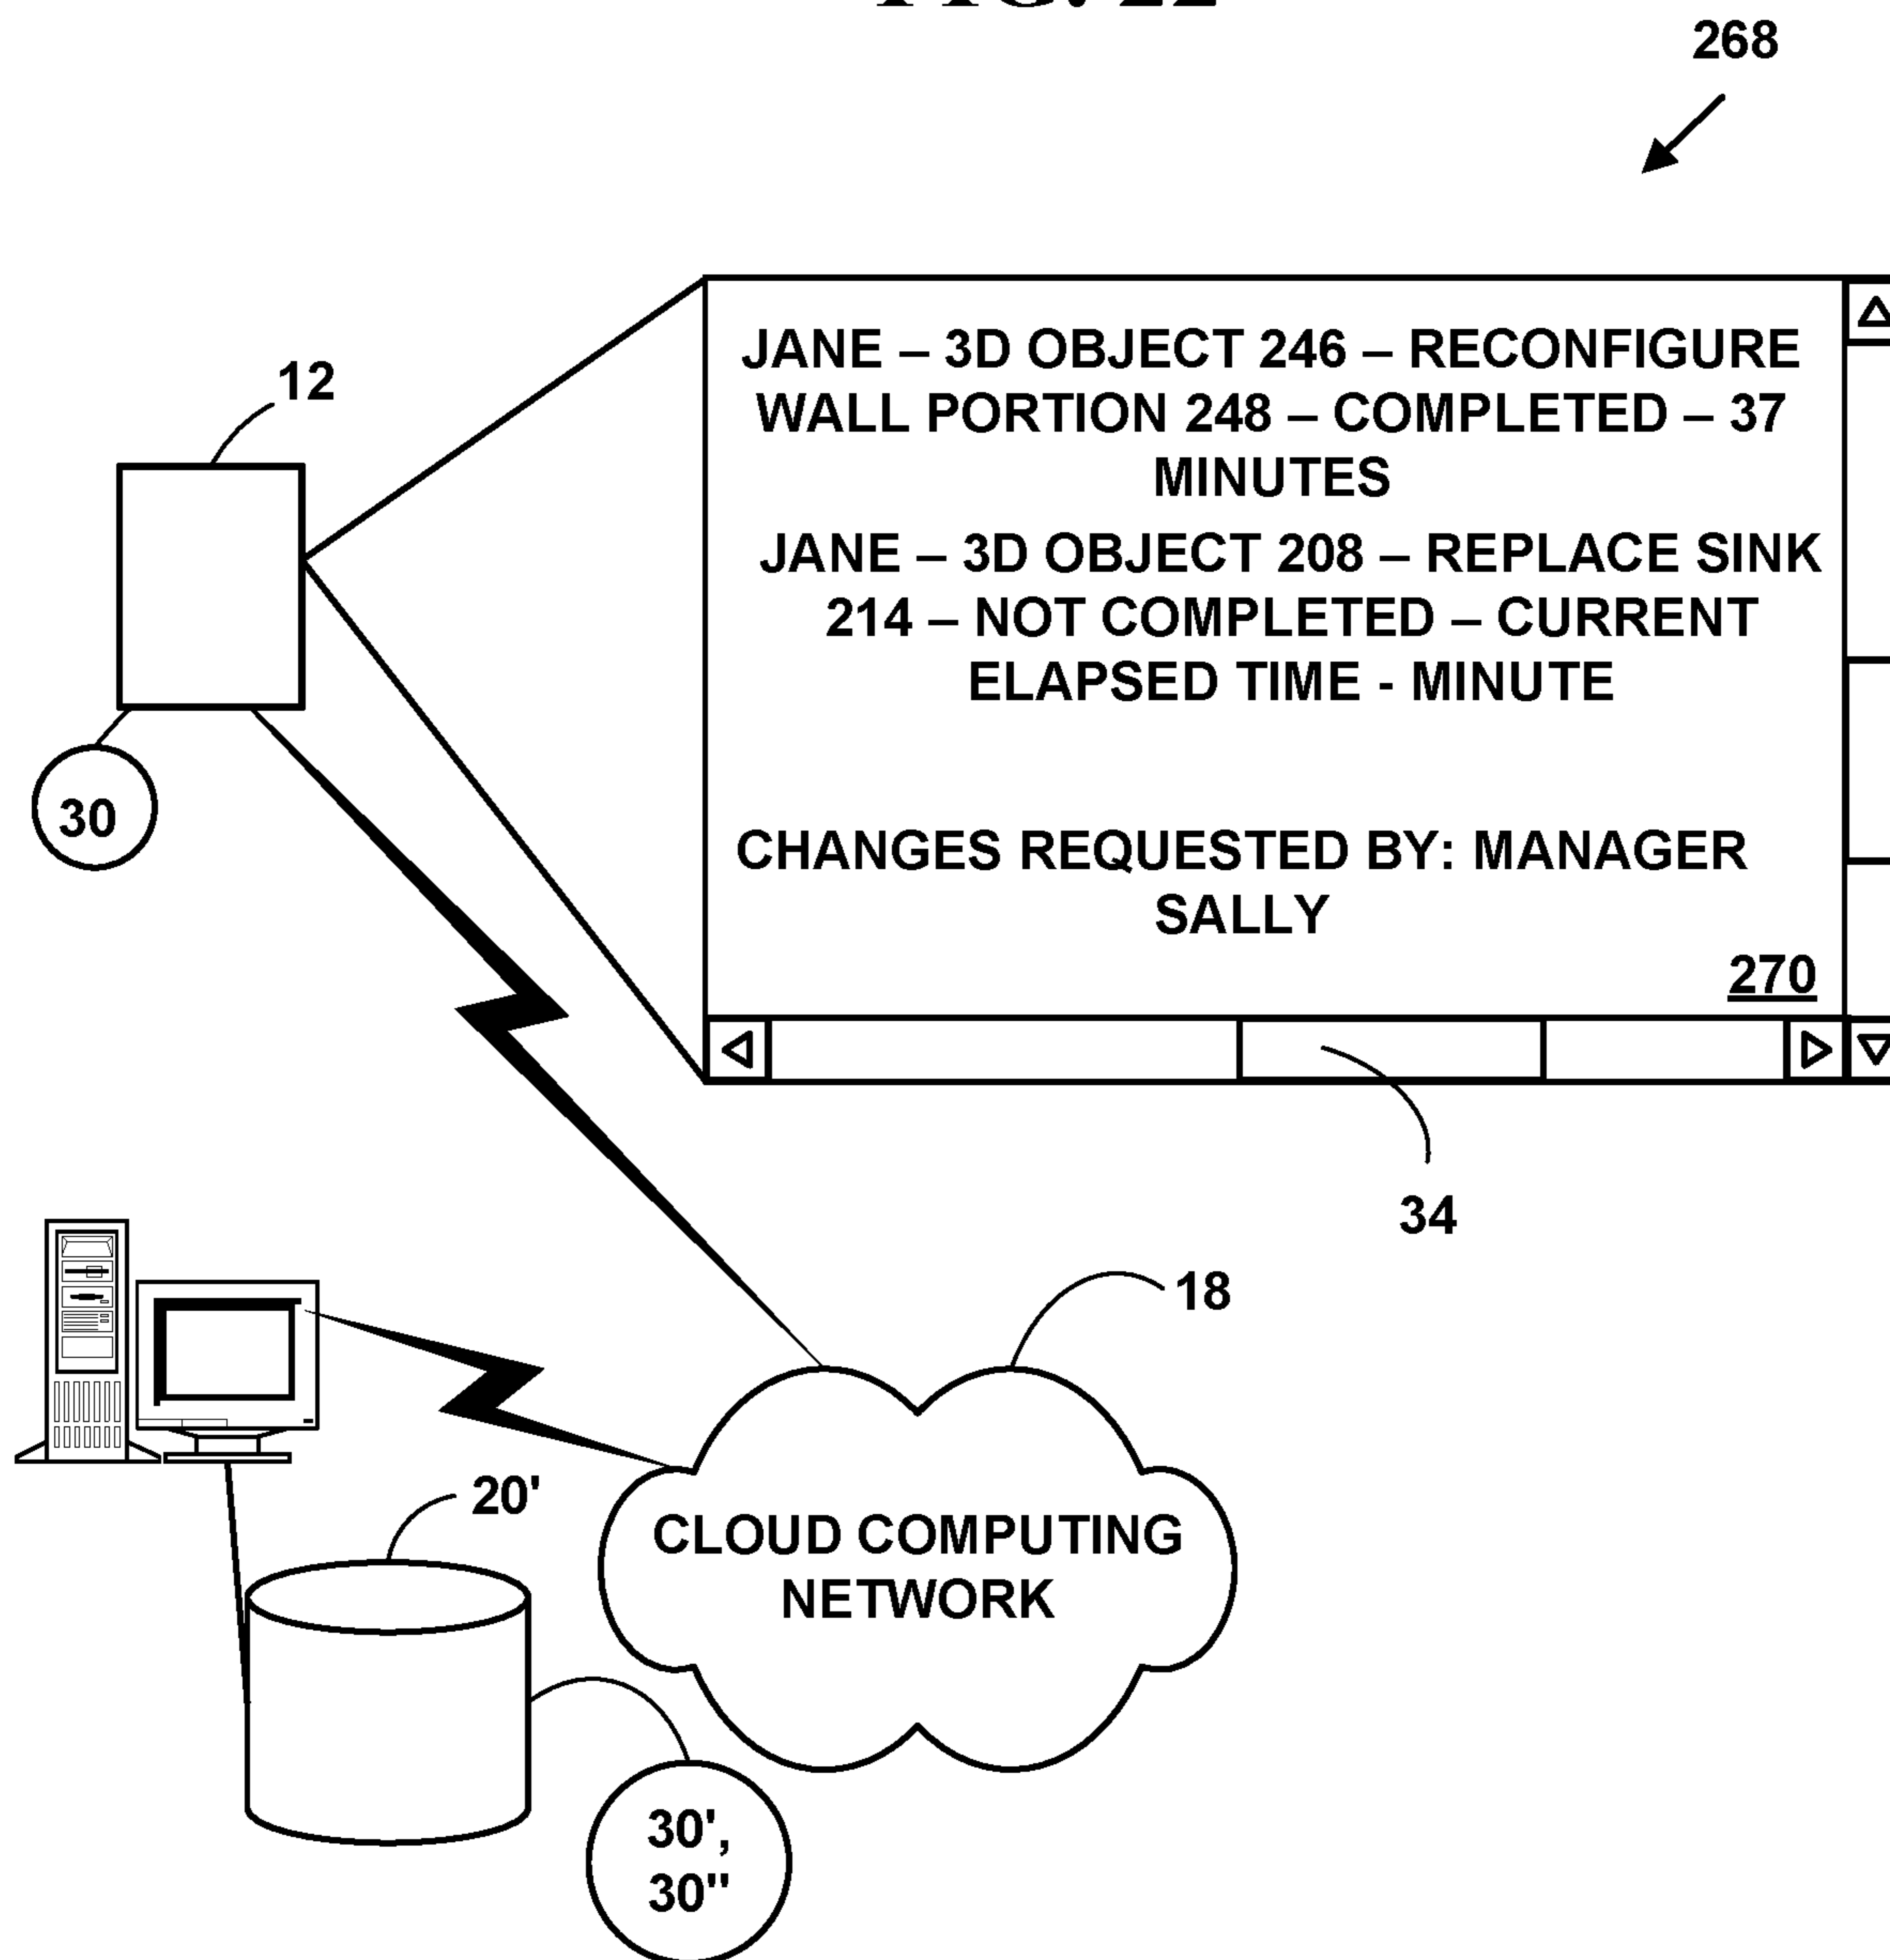 268
JANE – 3D OBJECT 246 – RECONFIGURE
WALL PORTION 248 – COMPLETED – 37
MINUTES
JANE – 3D OBJECT 208 – REPLACE SINK
214 – NOT COMPLETED – CURRENT
ELAPSED TIME - MINUTE
CHANGES REQUESTED BY: MANAGER
SALLY
270
12
30
34
18
20'
CLOUD COMPUTING
NETWORK
30',
30"